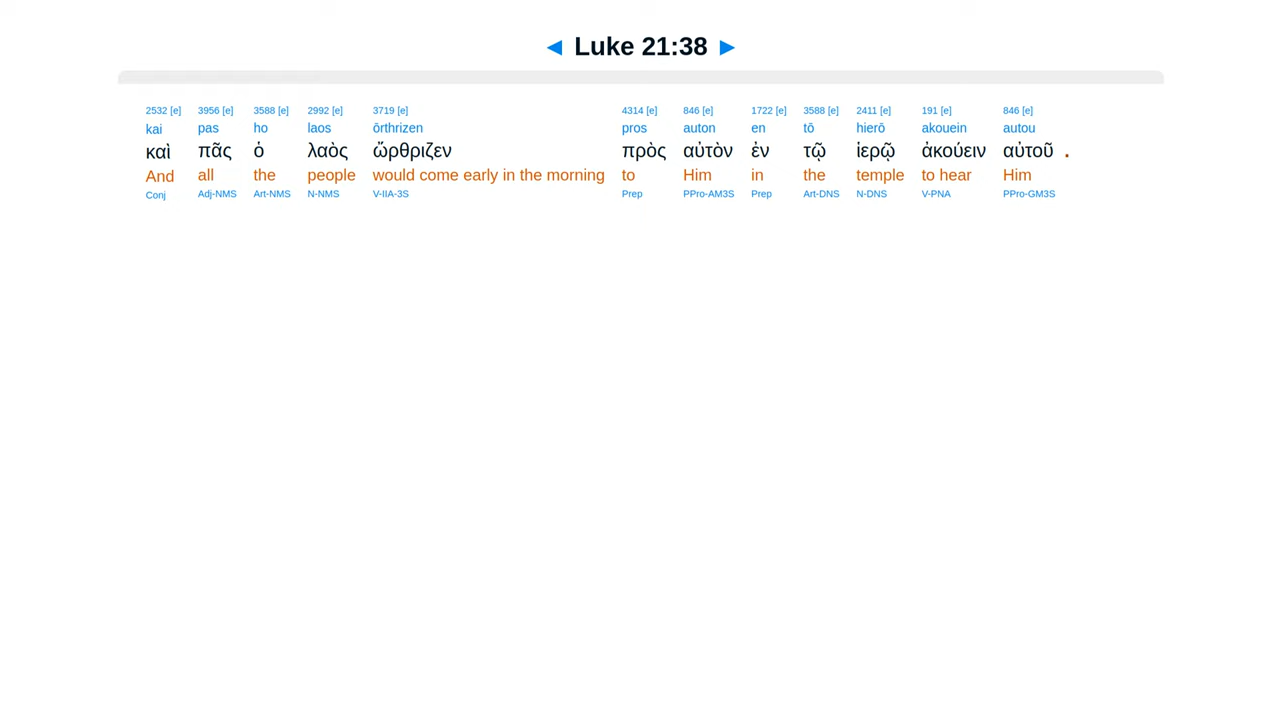 ◄ Luke 21:38 ►
2532 [e] 3956 [e] 3588 [e] 2992 [e] 3719 [e] 4314 [e] 846 [e] 1722 [e] 3588 [e] 2411 [e] 191 [e] 846 [e]
kai pas ho laos ōrthrizen pros auton en tō hierō akouein autou
καὶ πᾶς ὁ λαὸς ὤρθριζεν πρὸς αὐτὸν ἐν τῷ ἱερῷ ἀκούειν αὐτοῦ .
And all the people would come early in the morning to Him in the temple to hear Him
Conj Adj-NMS Art-NMS N-NMS V-IIA-3S Prep PPro-AM3S Prep Art-DNS N-DNS V-PNA PPro-GM3S